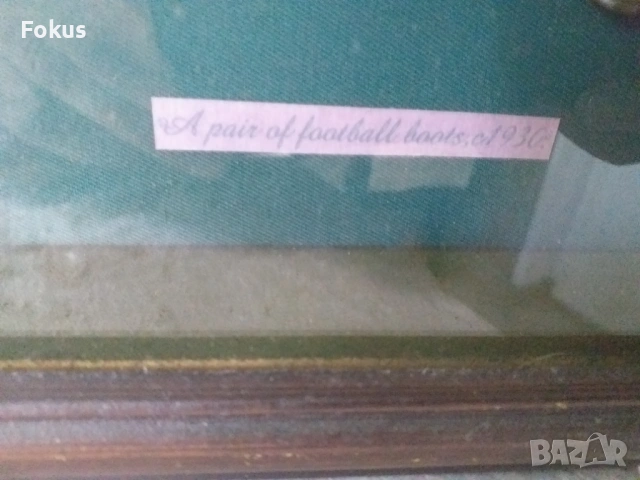 Fokus
"A pair of football boots, c1930.
BAZAR